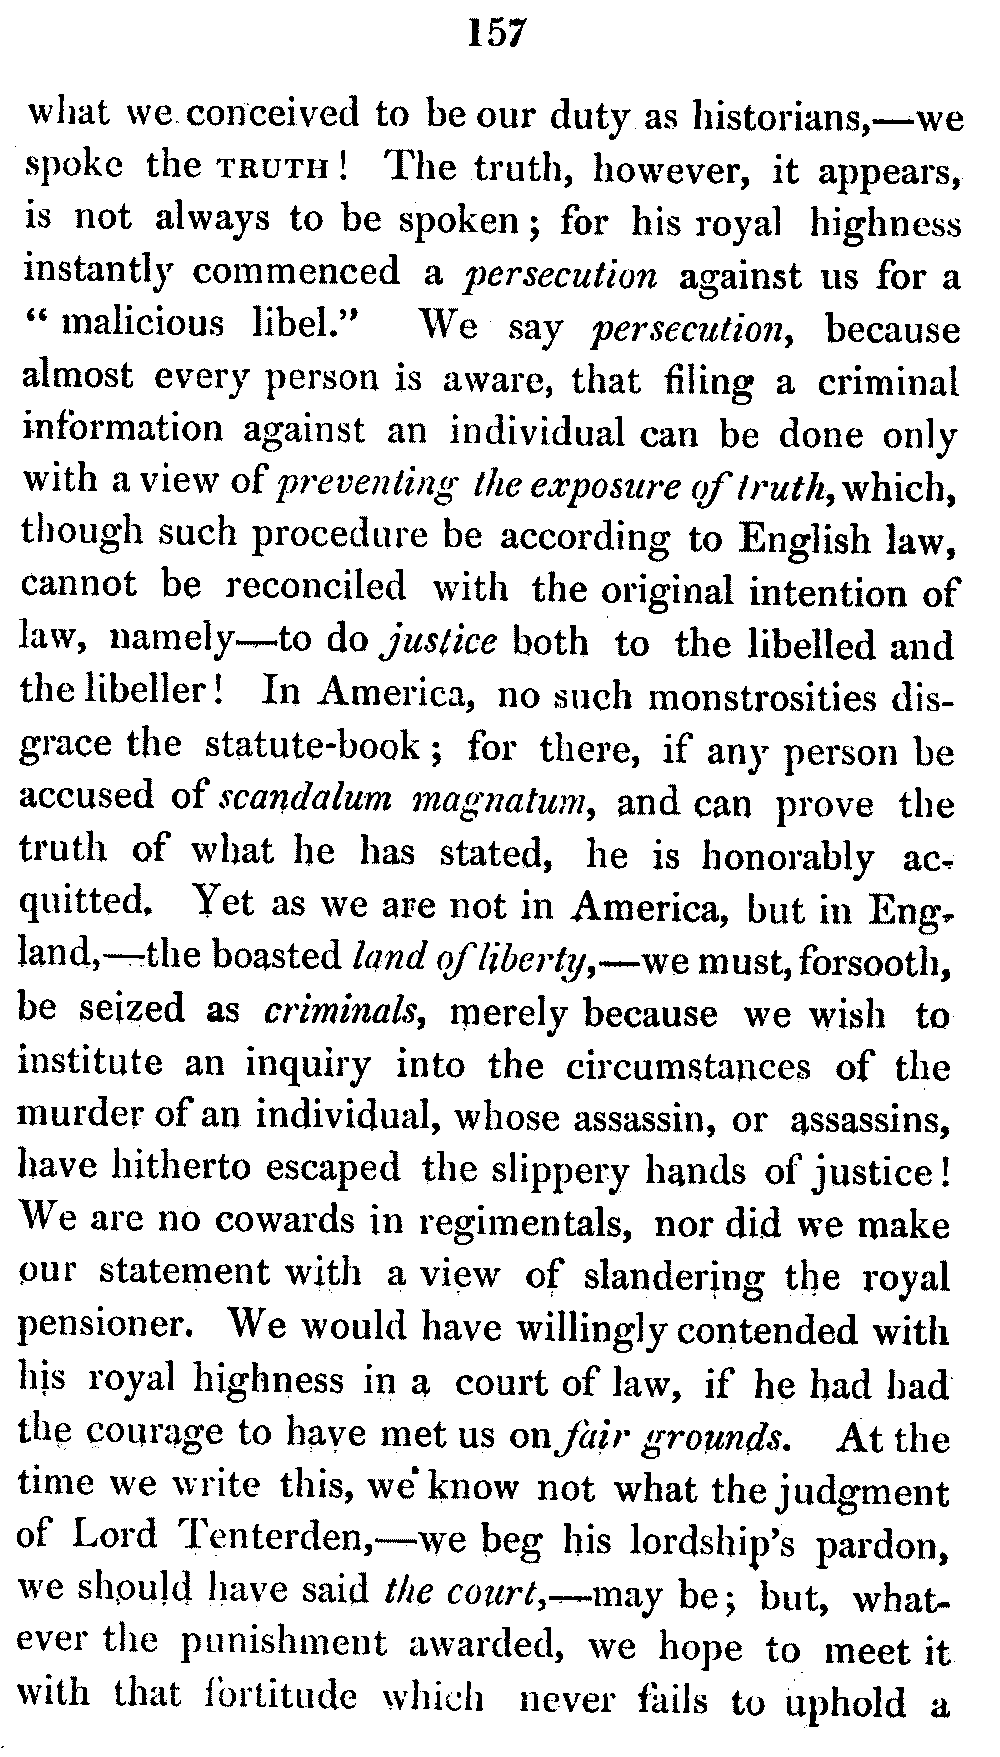 157
what we conceived to be our duty as historians,—we
spoke the TRUTH! The truth, however, it appears,
is not always to be spoken; for his royal highness
instantly commenced a persecution against us for a
“ malicious libel.” We say persecution, because
almost every person is aware, that filing a criminal
information against an individual can be done only
with a view of preventing the exposure of truth, which,
though such procedure be according to English law,
cannot be reconciled with the original intention of
law, namely—to do justice both to the libelled and
the libeller! In America, no such monstrosities dis-
grace the statute-book; for there, if any person be
accused of scandalum magnatum, and can prove the
truth of what he has stated, he is honorably ac-
quitted. Yet as we are not in America, but in Eng-
land,—the boasted land of liberty,—we must, forsooth,
be seized as criminals, merely because we wish to
institute an inquiry into the circumstances of the
murder of an individual, whose assassin, or assassins,
have hitherto escaped the slippery hands of justice!
We are no cowards in regimentals, nor did we make
our statement with a view of slandering the royal
pensioner. We would have willingly contended with
his royal highness in a court of law, if he had had
the courage to have met us on fair grounds. At the
time we write this, we know not what the judgment
of Lord Tenterden,—we beg his lordship's pardon,
we should have said the court,—may be; but, what-
ever the punishment awarded, we hope to meet it
with that fortitude which never fails to uphold a